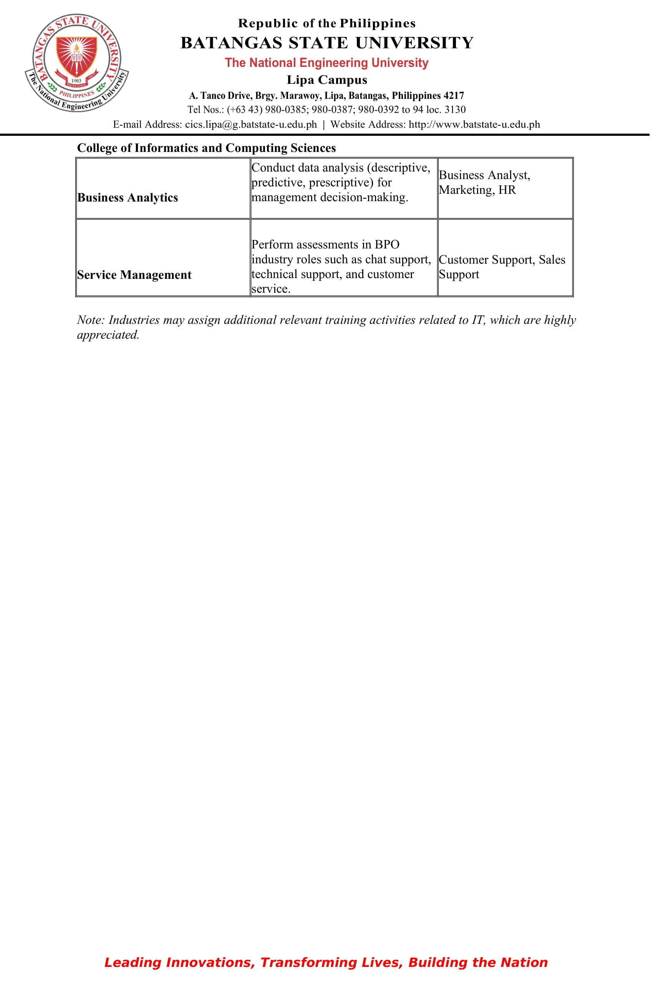 BATANGAS STATE UNIVERSITY
1903
EXCELLENCE
PHILIPPINES
The National Engineering University
Republic of the Philippines
BATANGAS STATE UNIVERSITY
The National Engineering University
Lipa Campus
A. Tanco Drive, Brgy. Marawoy, Lipa, Batangas, Philippines 4217
Tel Nos.: (+63 43) 980-0385; 980-0387; 980-0392 to 94 loc. 3130
E-mail Address: cics.lipa@g.batstate-u.edu.ph | Website Address: http://www.batstate-u.edu.ph
College of Informatics and Computing Sciences
Business Analytics
Conduct data analysis (descriptive,
predictive, prescriptive) for
management decision-making.
Business Analyst,
Marketing, HR
Service Management
Perform assessments in BPO
industry roles such as chat support,
technical support, and customer
service.
Customer Support, Sales
Support
Note: Industries may assign additional relevant training activities related to IT, which are highly
appreciated.
Leading Innovations, Transforming Lives, Building the Nation